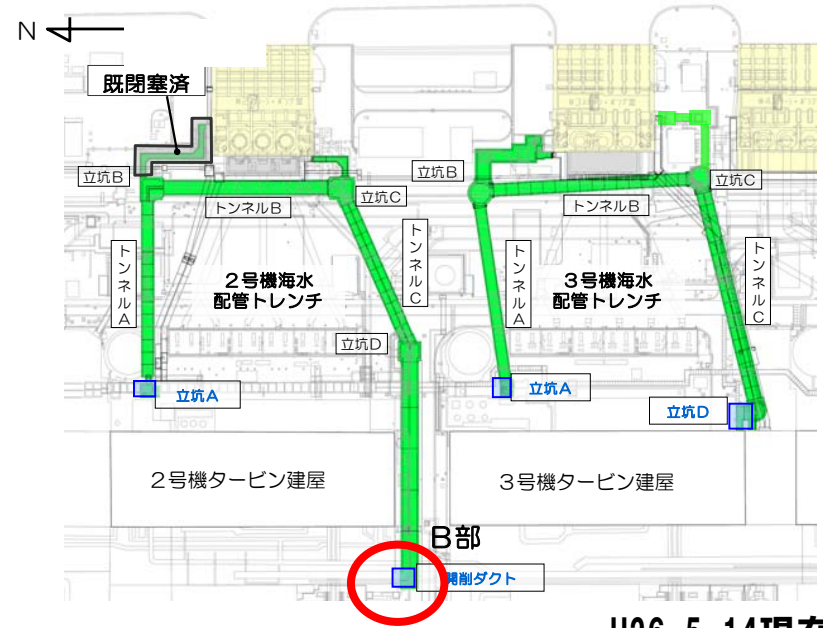 N
既閉塞済
立坑B
トンネルB
立坑C
トンネルA
2号機海水
配管トレンチ
トンネルC
立坑D
立坑A
2号機タービン建屋
立坑B
トンネルB
立坑C
トンネルA
3号機海水
配管トレンチ
トンネルC
立坑A
立坑D
3号機タービン建屋
B部
開削ダクト